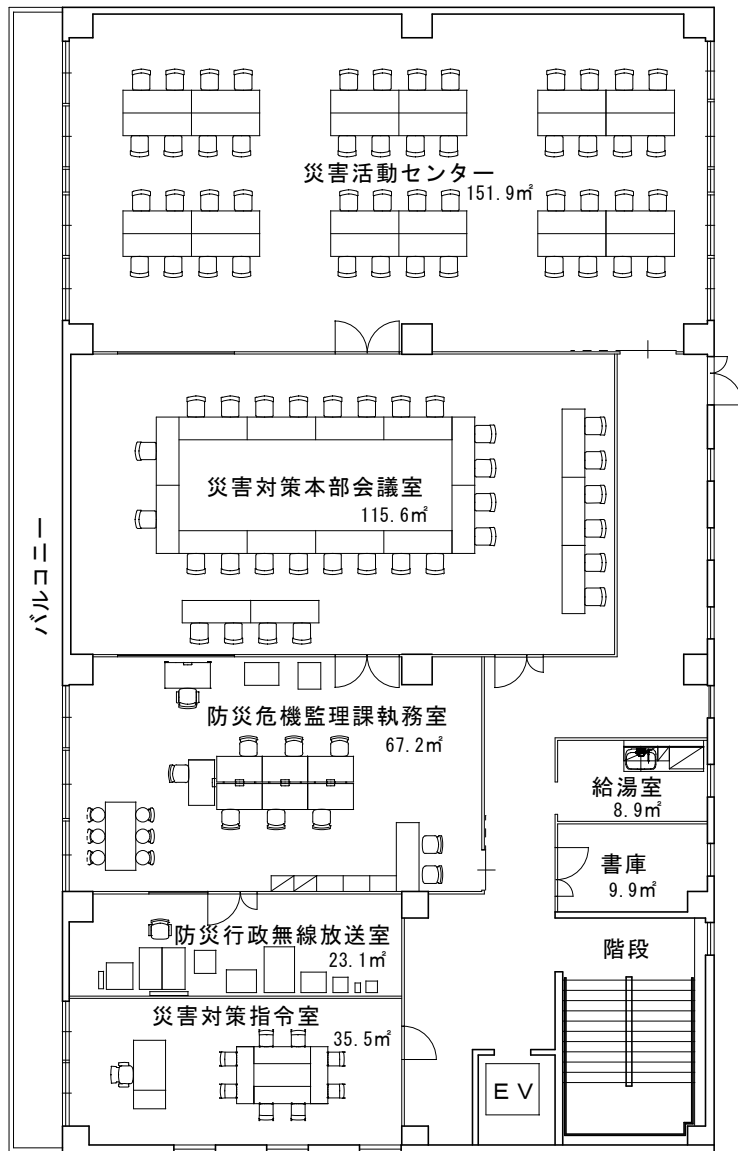 災害活動センター
151.9㎡
災害対策本部会議室
115.6㎡
バルコニー
防災危機監理課執務室
67.2㎡
給湯室
8.9㎡
書庫
9.9㎡
防災行政無線放送室
23.1㎡
階段
災害対策指令室
35.5㎡
EV